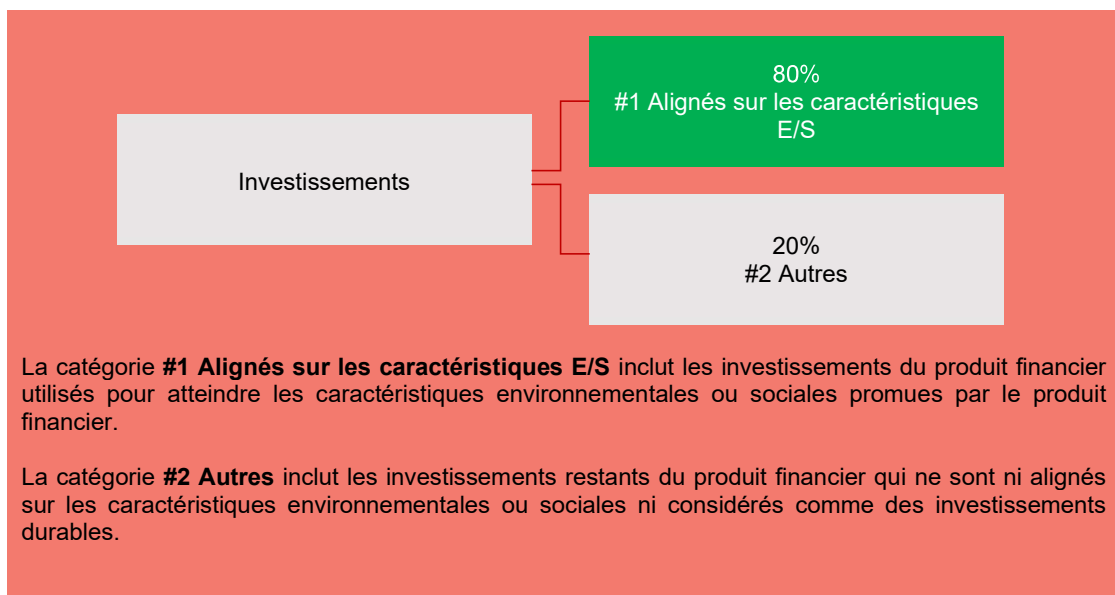 80%
#1 Alignés sur les caractéristiques
E/S
Investissements
20%
#2 Autres
La catégorie #1 Alignés sur les caractéristiques E/S inclut les investissements du produit financier
utilisés pour atteindre les caractéristiques environnementales ou sociales promues par le produit
financier.
La catégorie #2 Autres inclut les investissements restants du produit financier qui ne sont ni alignés
sur les caractéristiques environnementales ou sociales ni considérés comme des investissements
durables.